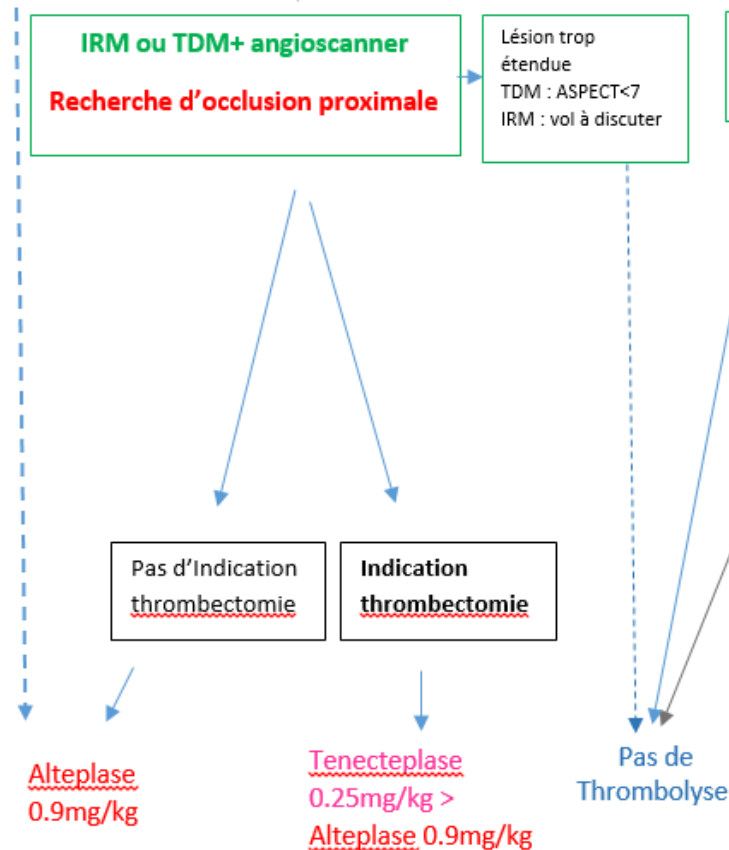 IRM ou TDM+ angioscanner
Recherche d’occlusion proximale
Lésion trop
étendue
TDM : ASPECT<7
IRM : vol à discuter
Pas d’Indication
thrombectomie
Indication
thrombectomie
Alteplase
0.9mg/kg
Tenecteplase
0.25mg/kg >
Alteplase 0.9mg/kg
Pas de
Thrombolyse